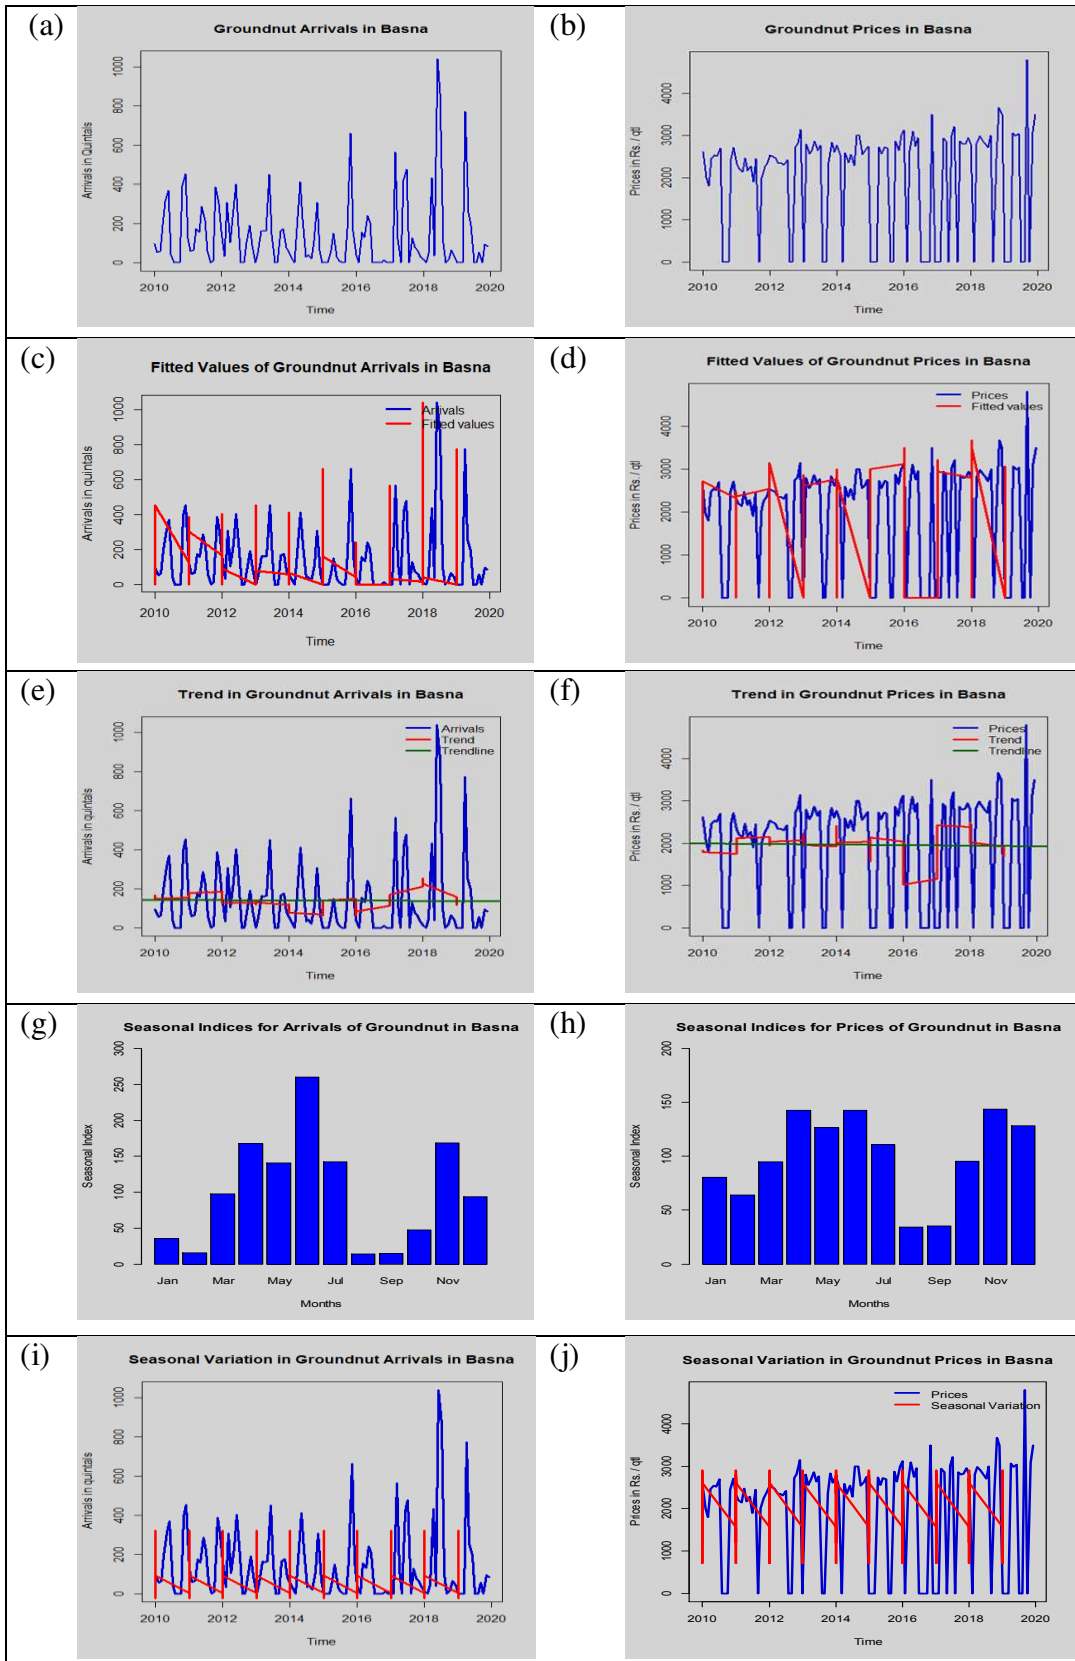 (a)
Groundnut Arrivals in Basna
Arrivals in Quintals
0 200 400 600 800 1000
2010 2012 2014 2016 2018 2020
Time
(b)
Groundnut Prices in Basna
Prices in Rs. / qtl
0 1000 2000 3000 4000
2010 2012 2014 2016 2018 2020
Time
(c)
Fitted Values of Groundnut Arrivals in Basna
Arrivals
Fitted values
Arrivals in quintals
0 200 400 600 800 1000
2010 2012 2014 2016 2018 2020
Time
(d)
Fitted Values of Groundnut Prices in Basna
Prices
Fitted values
Prices in Rs. / qtl
0 1000 2000 3000 4000
2010 2012 2014 2016 2018 2020
Time
(e)
Trend in Groundnut Arrivals in Basna
Arrivals
Trend
Trendline
Arrivals in quintals
0 200 400 600 800 1000
2010 2012 2014 2016 2018 2020
Time
(f)
Trend in Groundnut Prices in Basna
Prices
Trend
Trendline
Prices in Rs. / qtl
0 1000 2000 3000 4000
2010 2012 2014 2016 2018 2020
Time
(g)
Seasonal Indices for Arrivals of Groundnut in Basna
Seasonal Index
0 50 100 150 200 250 300
Jan Mar May Jul Sep Nov
Months
(h)
Seasonal Indices for Prices of Groundnut in Basna
Seasonal Index
0 50 100 150 200
Jan Mar May Jul Sep Nov
Months
(i)
Seasonal Variation in Groundnut Arrivals in Basna
Arrivals in quintals
0 200 400 600 800 1000
2010 2012 2014 2016 2018 2020
Time
(j)
Seasonal Variation in Groundnut Prices in Basna
Prices
Seasonal Variation
Prices in Rs. / qtl
0 1000 2000 3000 4000
2010 2012 2014 2016 2018 2020
Time